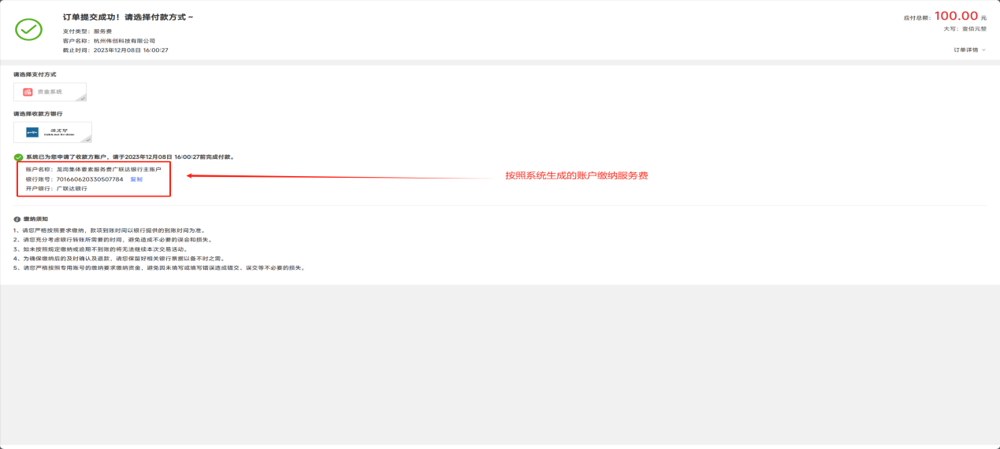 订单提交成功！请选择付款方式 ~
支付类型：服务费
客户名称：杭州伟创科技有限公司
截止时间：2023年12月08日 16:00:27
应付总额：100.00 元
大写：壹佰元整
订单详情
请选择支付方式
资金系统
请选择收款方银行
系统已为您申请了收款方账户，请于2023年12月08日 16:00:27前完成付款。
账户名称：龙岗集体要素服务费广联达银行主账户
银行账号：701660620330507784 复制
开户银行：广联达银行
按照系统生成的账户缴纳服务费
缴纳须知
1、请您严格按照要求缴纳，款项到账时间以银行提供的到账时间为准。
2、请您充分考虑银行转账所需要的时间，避免造成不必要的误会和损失。
3、如未按照规定缴纳或逾期不到账的将无法继续本次交易活动。
4、为确保缴纳后的及时确认及退款，请您保留好相关银行票据以备不时之需。
5、请您严格按照专用账号的缴纳要求缴纳资金，避免因未填写或填写错误造成错交、误交等不必要的损失。